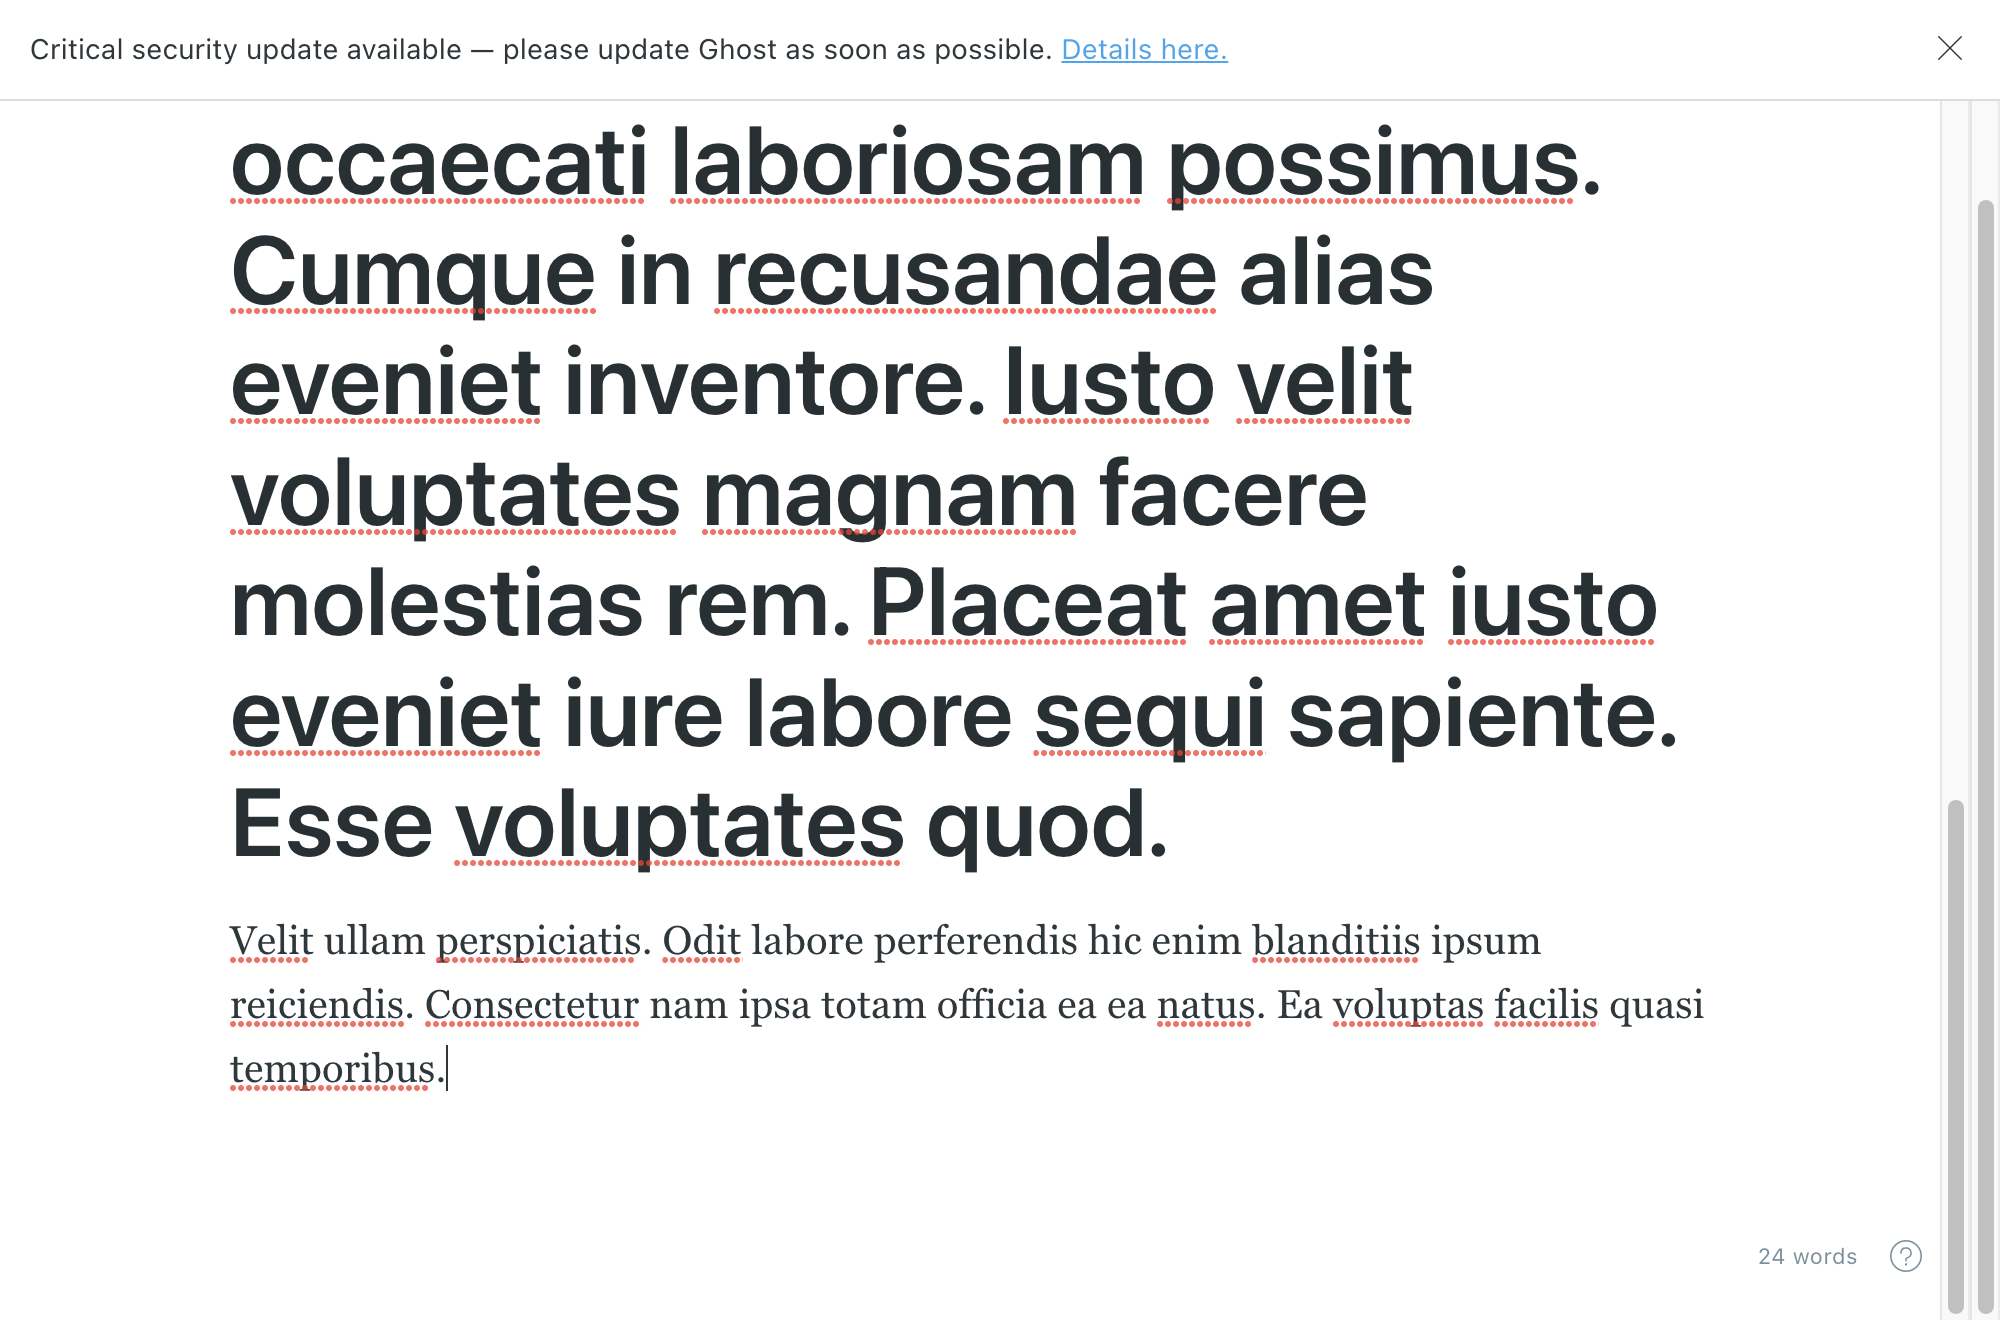 Critical security update available — please update Ghost as soon as possible. Details here.
occaecati laboriosam possimus.
Cumque in recusandae alias
eveniet inventore. Iusto velit
voluptates magnam facere
molestias rem. Placeat amet iusto
eveniet iure labore sequi sapiente.
Esse voluptates quod.
Velit ullam perspiciatis. Odit labore perferendis hic enim blanditiis ipsum
reiciendis. Consectetur nam ipsa totam officia ea ea natus. Ea voluptas facilis quasi
temporibus.
24 words ?